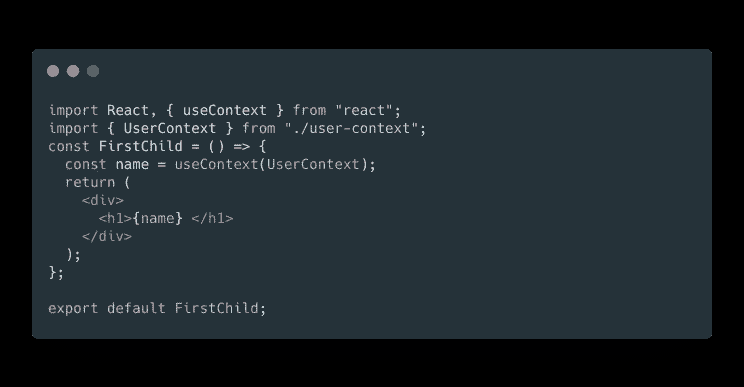 import React, { useContext } from "react";
import { UserContext } from "./user-context";
const FirstChild = () => {
  const name = useContext(UserContext);
  return (
    <div>
      <h1>{name} </h1>
    </div>
  );
};

export default FirstChild;